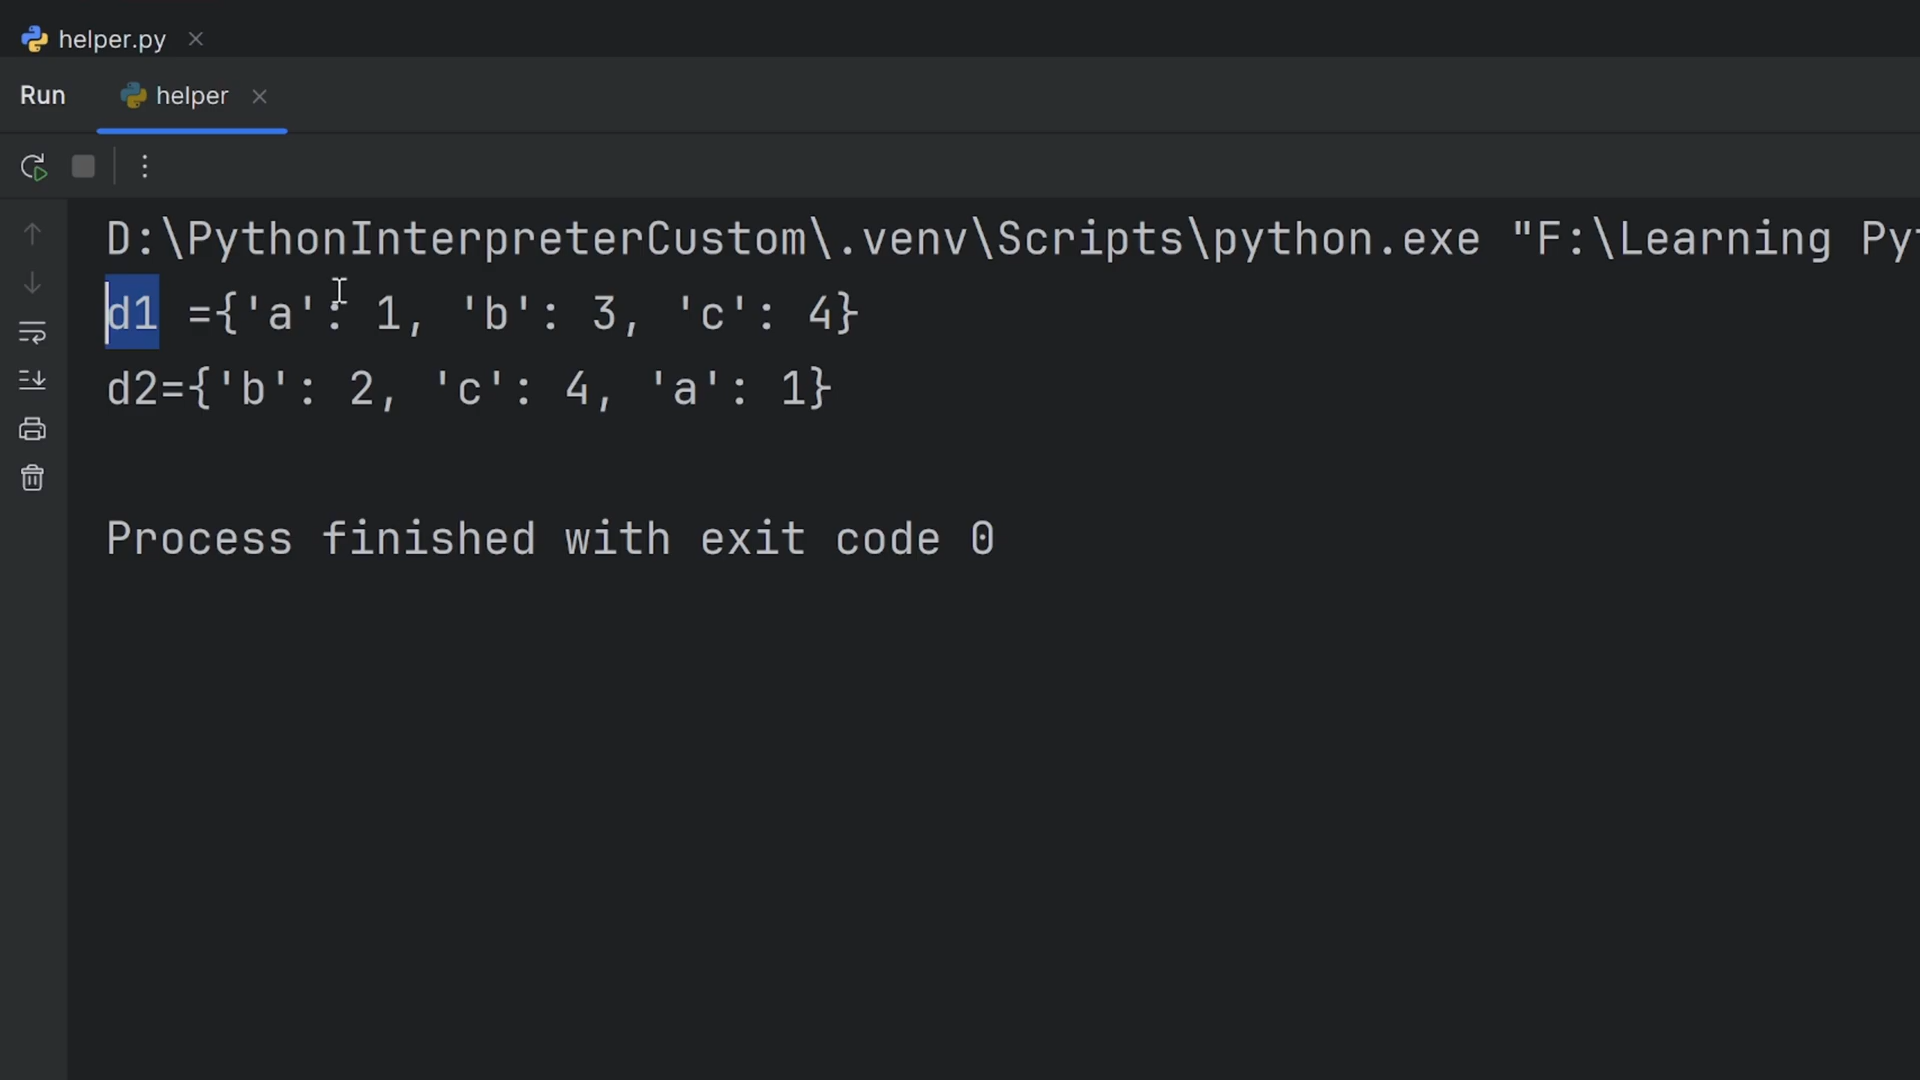 helper.py
Run helper
D:\PythonInterpreterCustom\.venv\Scripts\python.exe "F:\Learning Py
d1 ={'a': 1, 'b': 3, 'c': 4}
d2={'b': 2, 'c': 4, 'a': 1}
Process finished with exit code 0